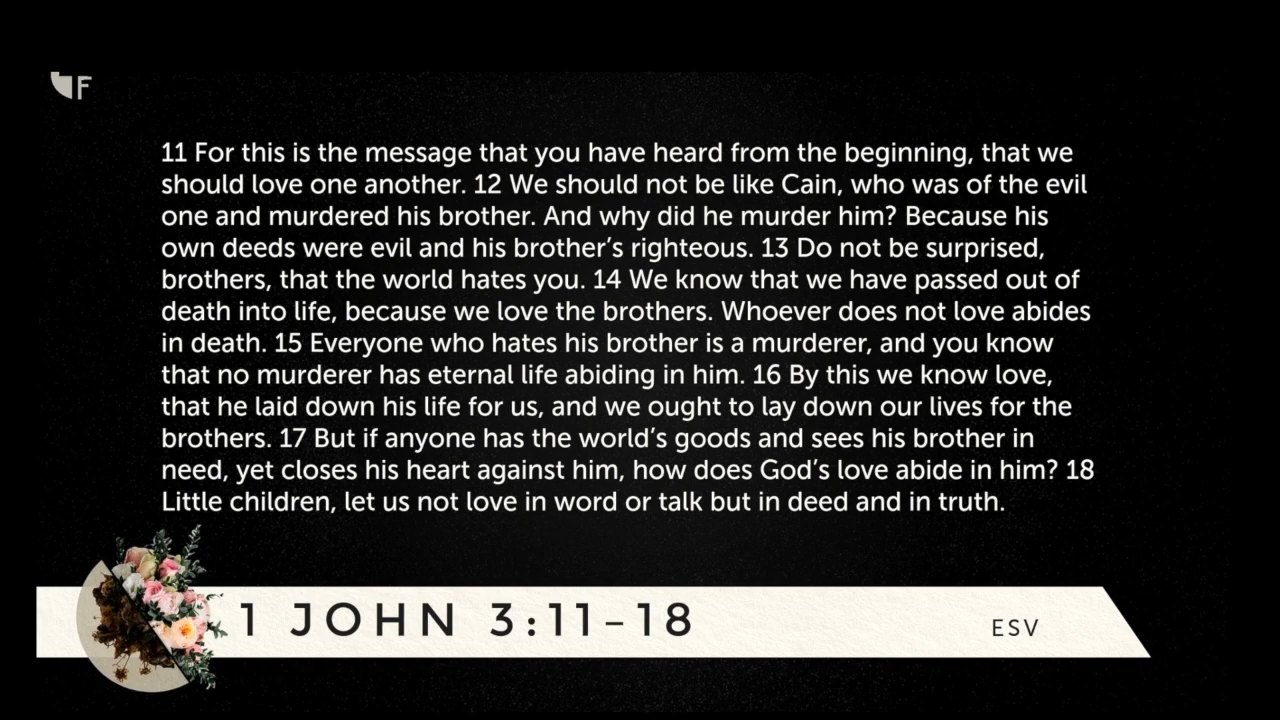 F
11 For this is the message that you have heard from the beginning, that we
should love one another. 12 We should not be like Cain, who was of the evil
one and murdered his brother. And why did he murder him? Because his
own deeds were evil and his brother’s righteous. 13 Do not be surprised,
brothers, that the world hates you. 14 We know that we have passed out of
death into life, because we love the brothers. Whoever does not love abides
in death. 15 Everyone who hates his brother is a murderer, and you know
that no murderer has eternal life abiding in him. 16 By this we know love,
that he laid down his life for us, and we ought to lay down our lives for the
brothers. 17 But if anyone has the world’s goods and sees his brother in
need, yet closes his heart against him, how does God’s love abide in him? 18
Little children, let us not love in word or talk but in deed and in truth.
1 JOHN 3:11–18
ESV